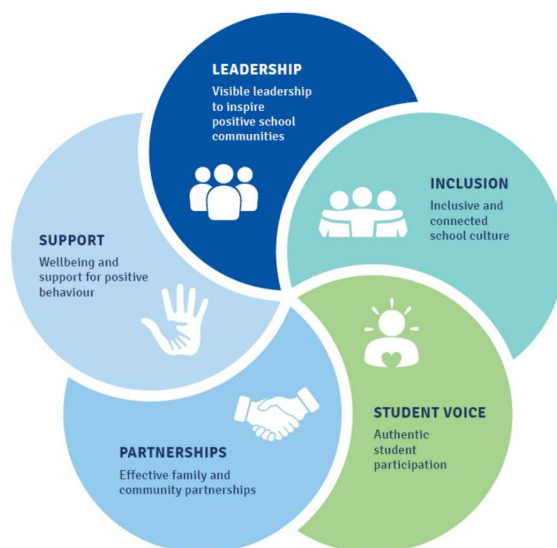 LEADERSHIP
Visible leadership
to inspire
positive school
communities
INCLUSION
Inclusive and
connected
school culture
STUDENT VOICE
Authentic
student
participation
PARTNERSHIPS
Effective family and
community partnerships
SUPPORT
Wellbeing and
support for positive
behaviour